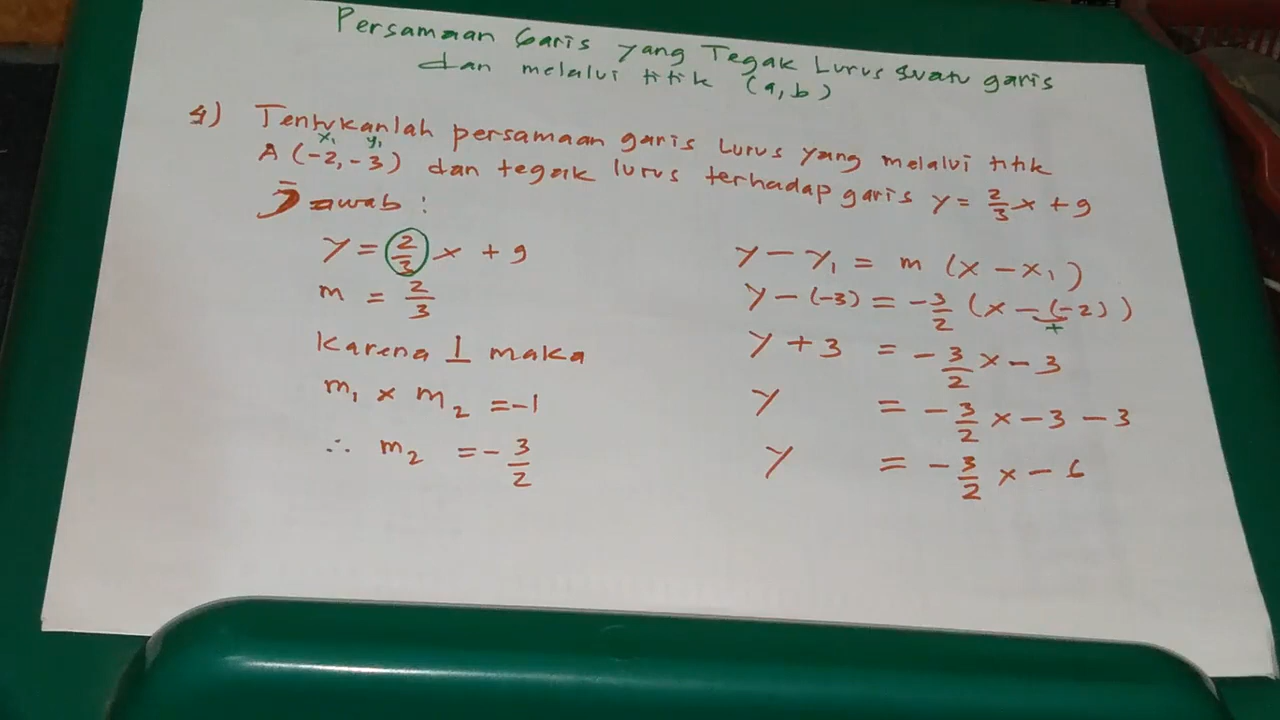 Persamaan Garis yang Tegak Lurus suatu garis
dan melalui titik (a,b)
4) Tentukanlah persamaan garis Lurus yang melalui titik
x₁ y₁
A (-2, -3) dan tegak lurus terhadap garis y = 2/3 x + 9
Jawab :
y = 2/3 x + 9
m = 2/3
Karena ⊥ maka
m₁ × m₂ = -1
∴ m₂ = - 3/2
y - y₁ = m (x - x₁)
y - (-3) = - 3/2 (x - (-2))
+
y + 3 = - 3/2 x - 3
y = - 3/2 x - 3 - 3
y = - 3/2 x - 6